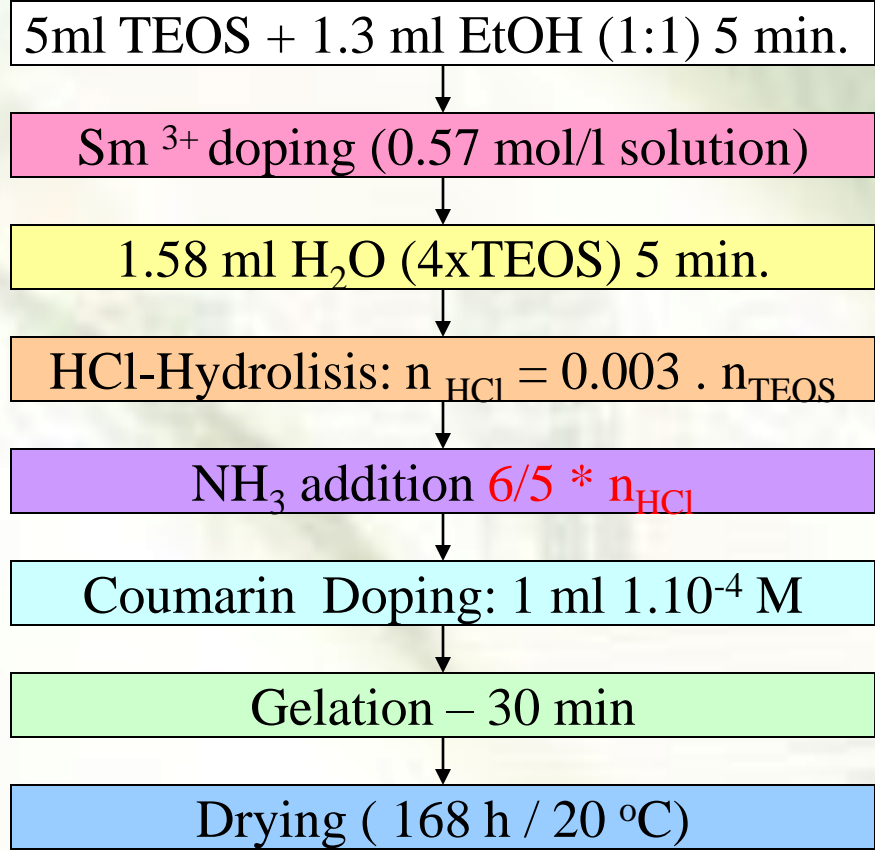 5ml TEOS + 1.3 ml EtOH (1:1) 5 min.
Sm ³⁺ doping (0.57 mol/l solution)
1.58 ml H₂O (4xTEOS) 5 min.
HCl-Hydrolisis: n HCl = 0.003 . nTEOS
NH₃ addition 6/5 * nHCl
Coumarin Doping: 1 ml 1.10⁻⁴ M
Gelation – 30 min
Drying ( 168 h / 20 ᵒC)